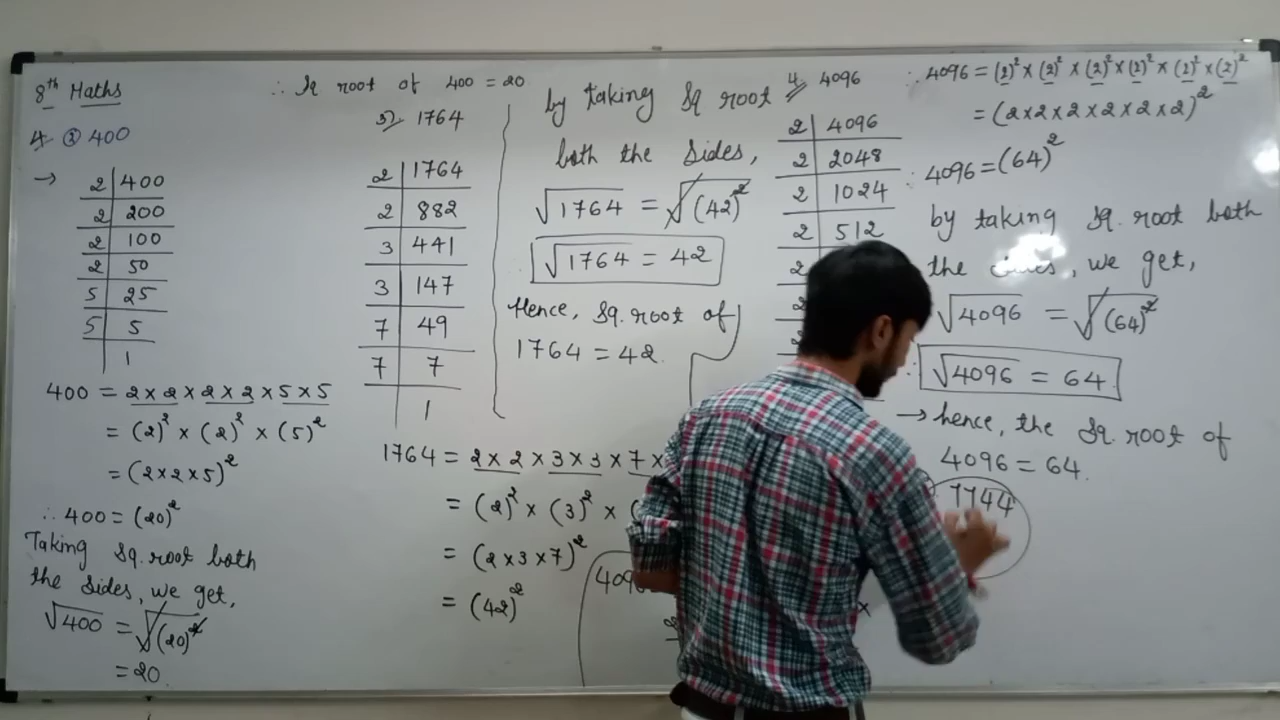 8th Maths
4. ② 400
→
2 | 400
2 | 200
2 | 100
2 | 50
5 | 25
5 | 5
| 1
400 = 2 × 2 × 2 × 2 × 5 × 5
= (2)² × (2)² × (5)²
= (2×2×5)²
∴ 400 = (20)²
Taking Sq. root both
the sides, we get,
√400 = √(20)²
= 20.
∴ Sq root of 400 = 20
3) 1764
2 | 1764
2 | 882
3 | 441
3 | 147
7 | 49
7 | 7
| 1
1764 = 2 × 2 × 3 × 3 × 7 ×
= (2)² × (3)² × (
= (2×3×7)²
= (42)²
by taking Sq root
both the sides,
√1764 = √(42)²
√1764 = 42
Hence, Sq. root of
1764 = 42.
4. 4096
2 | 4096
2 | 2048
2 | 1024
2 | 512
2
2
2
409
∴ 4096 = (2)² × (2)² × (2)² × (2)² × (2)² × (2)²
= (2×2×2×2×2×2)²
∴ 4096 = (64)²
by taking Sq. root both
the sides, we get,
√4096 = √(64)²
∴ √4096 = 64
→ hence, the Sq. root of
4096 = 64.
7744
×